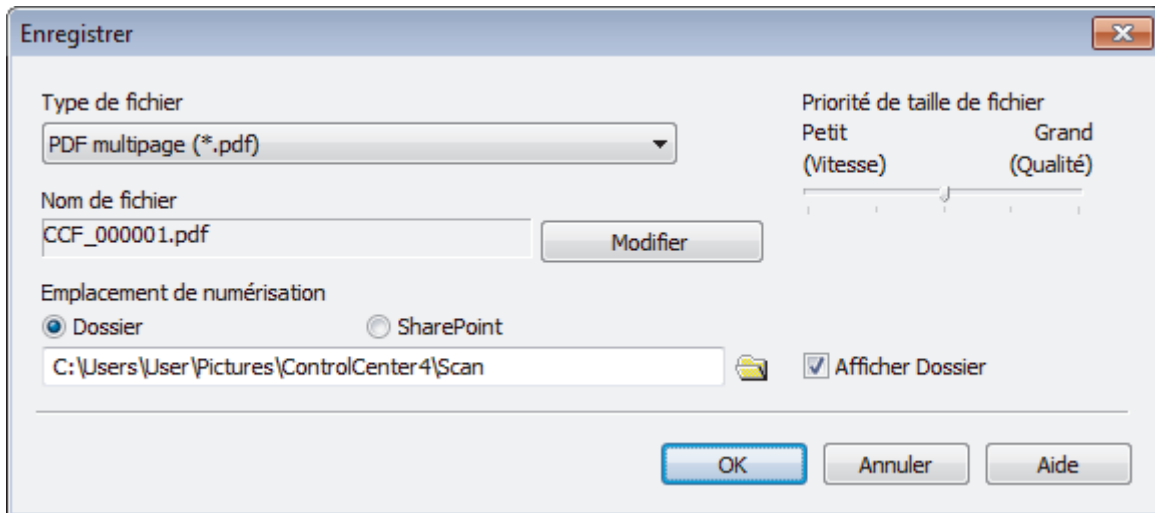 Enregistrer
Type de fichier
PDF multipage (*.pdf)
Priorité de taille de fichier
Petit Grand
(Vitesse) (Qualité)
Nom de fichier
CCF_000001.pdf
Modifier
Emplacement de numérisation
Dossier SharePoint
C:\Users\User\Pictures\ControlCenter4\Scan
Afficher Dossier
OK Annuler Aide